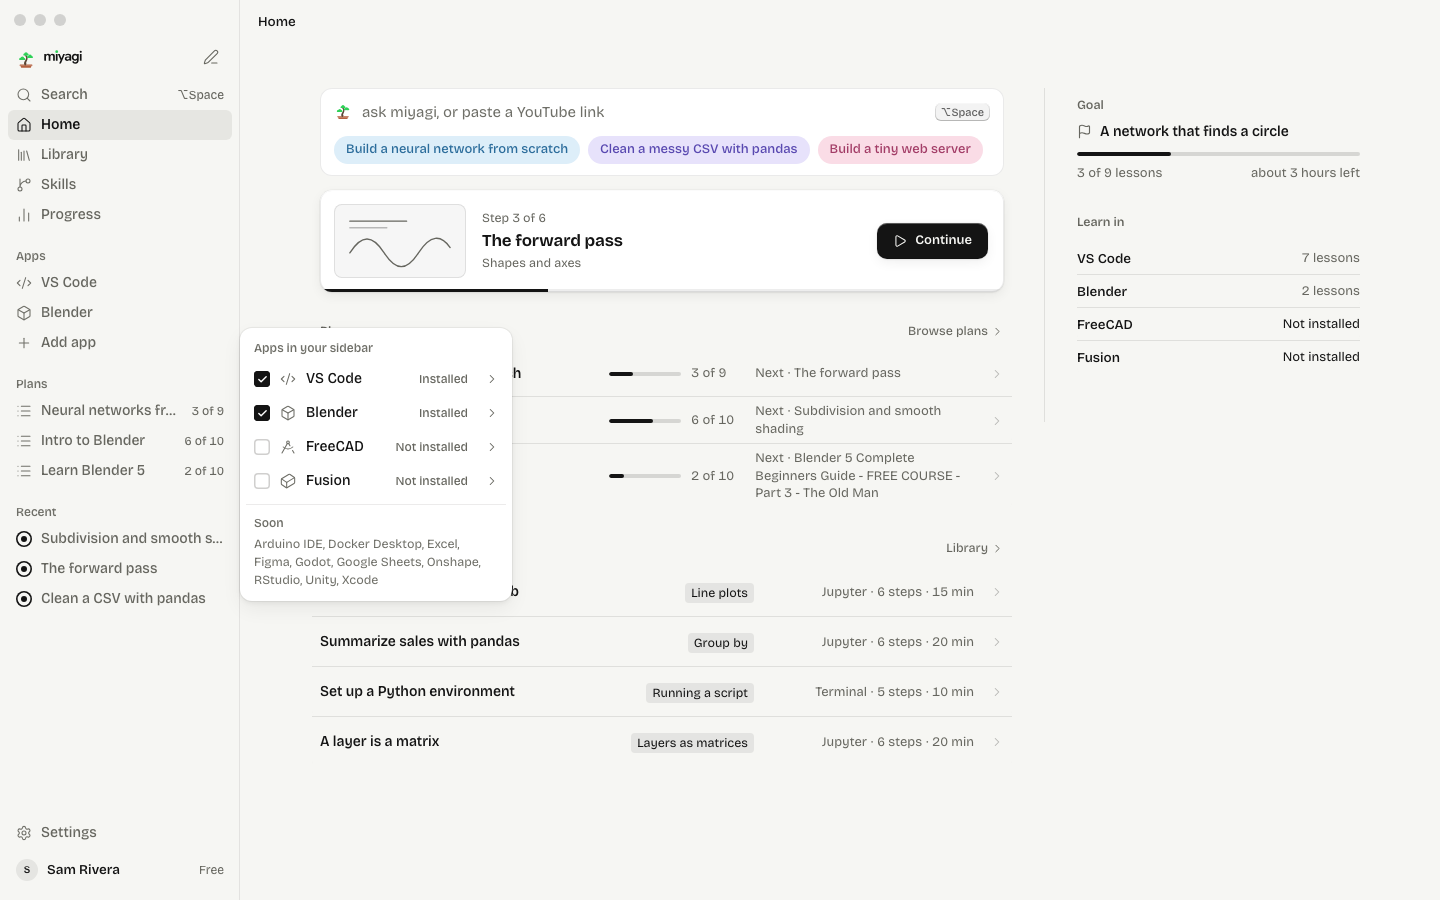 miyagi
Search
⌥Space
Home
Library
Skills
Progress
Apps
VS Code
Blender
Add app
Plans
Neural networks fr... 3 of 9
Intro to Blender 6 of 10
Learn Blender 5 2 of 10
Recent
Subdivision and smooth s...
The forward pass
Clean a CSV with pandas
Settings
S Sam Rivera Free
Home
ask miyagi, or paste a YouTube link ⌥Space
Build a neural network from scratch Clean a messy CSV with pandas Build a tiny web server
Step 3 of 6
The forward pass
Shapes and axes
Continue
Browse plans
3 of 9 Next · The forward pass
6 of 10 Next · Subdivision and smooth
shading
2 of 10 Next · Blender 5 Complete
Beginners Guide - FREE COURSE -
Part 3 - The Old Man
Apps in your sidebar
VS Code Installed
Blender Installed
FreeCAD Not installed
Fusion Not installed
Soon
Arduino IDE, Docker Desktop, Excel,
Figma, Godot, Google Sheets, Onshape,
RStudio, Unity, Xcode
Library
Line plots Jupyter · 6 steps · 15 min
Summarize sales with pandas Group by Jupyter · 6 steps · 20 min
Set up a Python environment Running a script Terminal · 5 steps · 10 min
A layer is a matrix Layers as matrices Jupyter · 6 steps · 20 min
Goal
A network that finds a circle
3 of 9 lessons about 3 hours left
Learn in
VS Code 7 lessons
Blender 2 lessons
FreeCAD Not installed
Fusion Not installed